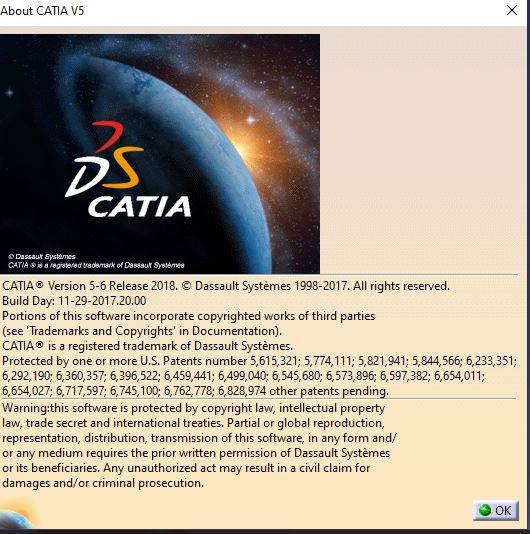 About CATIA V5
DS
CATIA
© Dassault Systèmes
CATIA ® is a registered trademark of Dassault Systèmes
CATIA® Version 5-6 Release 2018. © Dassault Systèmes 1998-2017. All rights reserved.
Build Day: 11-29-2017.20.00
Portions of this software incorporate copyrighted works of third parties
(see 'Trademarks and Copyrights' in Documentation).
CATIA® is a registered trademark of Dassault Systèmes.
Protected by one or more U.S. Patents number 5,615,321; 5,774,111; 5,821,941; 5,844,566; 6,233,351;
6,292,190; 6,360,357; 6,396,522; 6,459,441; 6,499,040; 6,545,680; 6,573,896; 6,597,382; 6,654,011;
6,654,027; 6,717,597; 6,745,100; 6,762,778; 6,828,974 other patents pending.
Warning:this software is protected by copyright law, intellectual property
law, trade secret and international treaties. Partial or global reproduction,
representation, distribution, transmission of this software, in any form and/
or any medium requires the prior written permission of Dassault Systèmes
or its beneficiaries. Any unauthorized act may result in a civil claim for
damages and/or criminal prosecution.
OK